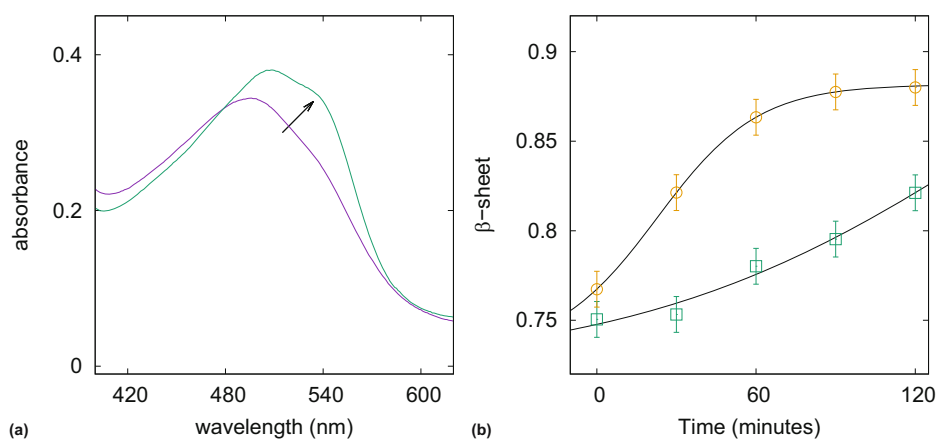 0.4
0.2
0
absorbance
420 480 540 600
wavelength (nm)
(a)
0.9
0.85
0.8
0.75
β−sheet
0 60 120
Time (minutes)
(b)